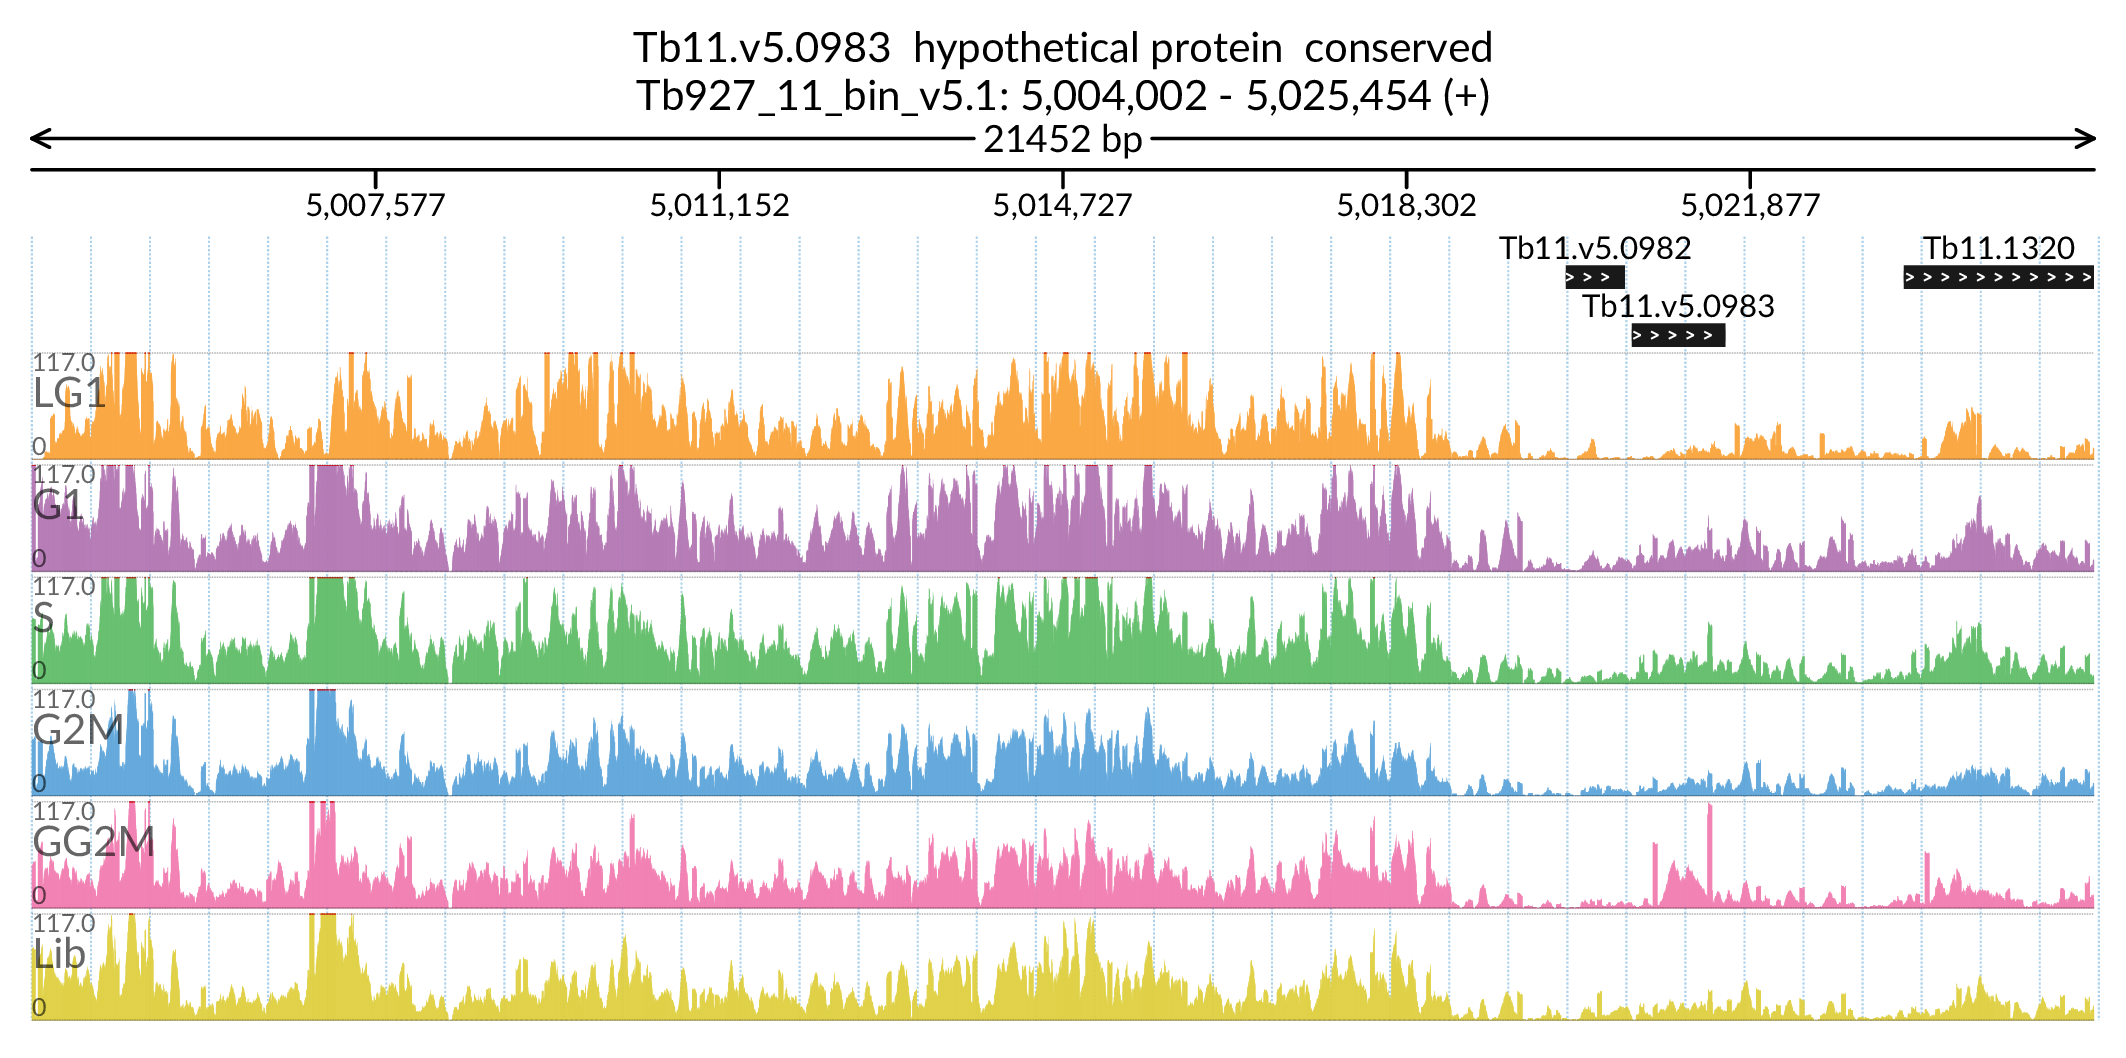 Tb11.v5.0983  hypothetical protein  conserved
Tb927_11_bin_v5.1: 5,004,002 - 5,025,454 (+)
21452 bp
5,007,577 5,011,152 5,014,727 5,018,302 5,021,877
Tb11.v5.0982 Tb11.1320
> > >
> > > > > > > > > > >
Tb11.v5.0983
> > > > >
117.0
LG1
0
117.0
G1
0
117.0
S
0
117.0
G2M
0
117.0
GG2M
0
117.0
Lib
0